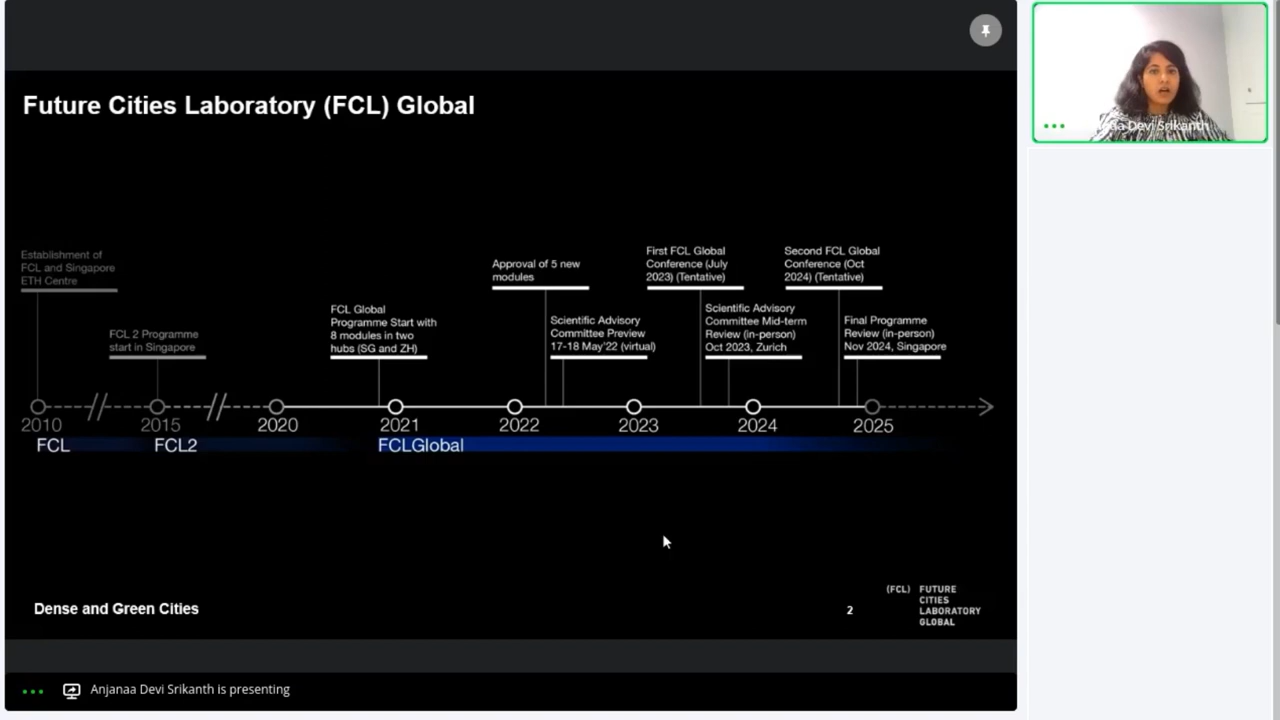 Future Cities Laboratory (FCL) Global
Establishment of
FCL and Singapore
ETH Centre
FCL 2 Programme
start in Singapore
FCL Global
Programme Start with
8 modules in two
hubs (SG and ZH)
Approval of 5 new
modules
Scientific Advisory
Committee Preview
17-18 May'22 (virtual)
First FCL Global
Conference (July
2023) (Tentative)
Scientific Advisory
Committee Mid-term
Review (in-person)
Oct 2023, Zurich
Second FCL Global
Conference (Oct
2024) (Tentative)
Final Programme
Review (in-person)
Nov 2024, Singapore
2010 2015 2020 2021 2022 2023 2024 2025
FCL FCL2 FCLGlobal
Dense and Green Cities
2
(FCL) FUTURE
CITIES
LABORATORY
GLOBAL
Anjanaa Devi Srikanth is presenting
Devi Srikanth